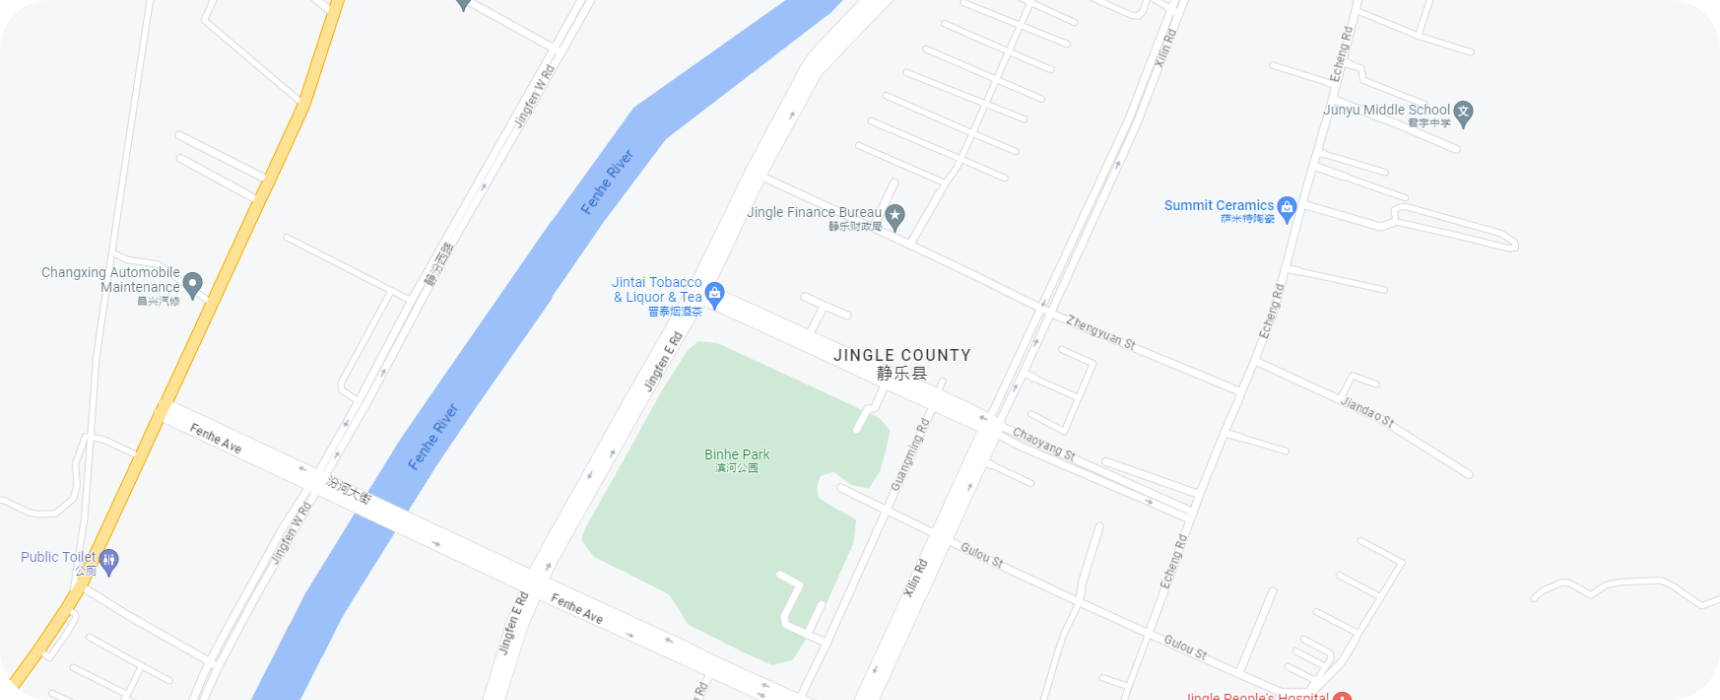 Xilin Rd
Echeng Rd
Jingfen W Rd
Junyu Middle School
君宇中学
Fenhe River
Summit Ceramics
萨米特陶瓷
Jingle Finance Bureau
静乐财政局
静汾西路
Changxing Automobile
Maintenance
昌兴汽修
Jintai Tobacco
& Liquor & Tea
晋泰烟酒茶
Echeng Rd
Zhengyuan St
Jingfen E Rd
JINGLE COUNTY
静乐县
Jiandao St
Fenhe Ave
Fenhe River
Chaoyang St
Guangming Rd
Binhe Park
滨河公园
汾河大街
Jingfen W Rd
Public Toilet
公厕
Gulou St
Echeng Rd
Xilin Rd
Fenhe Ave
Jingfen E Rd
Gulou St
Rd
Jingle People's Hospital